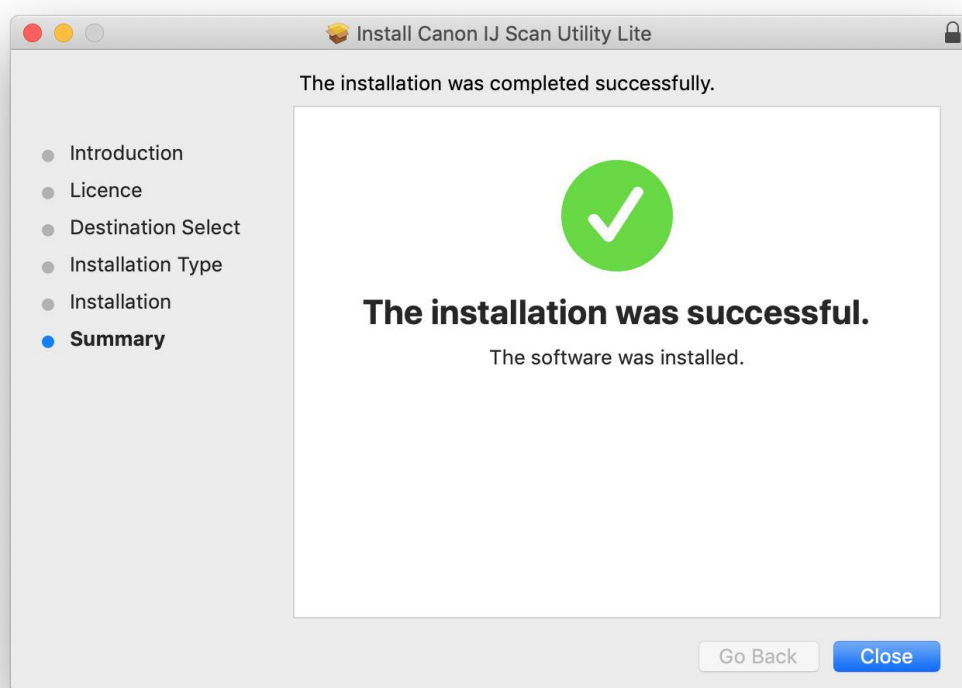 Install Canon IJ Scan Utility Lite
The installation was completed successfully.
Introduction
Licence
Destination Select
Installation Type
Installation
Summary
The installation was successful.
The software was installed.
Go Back
Close